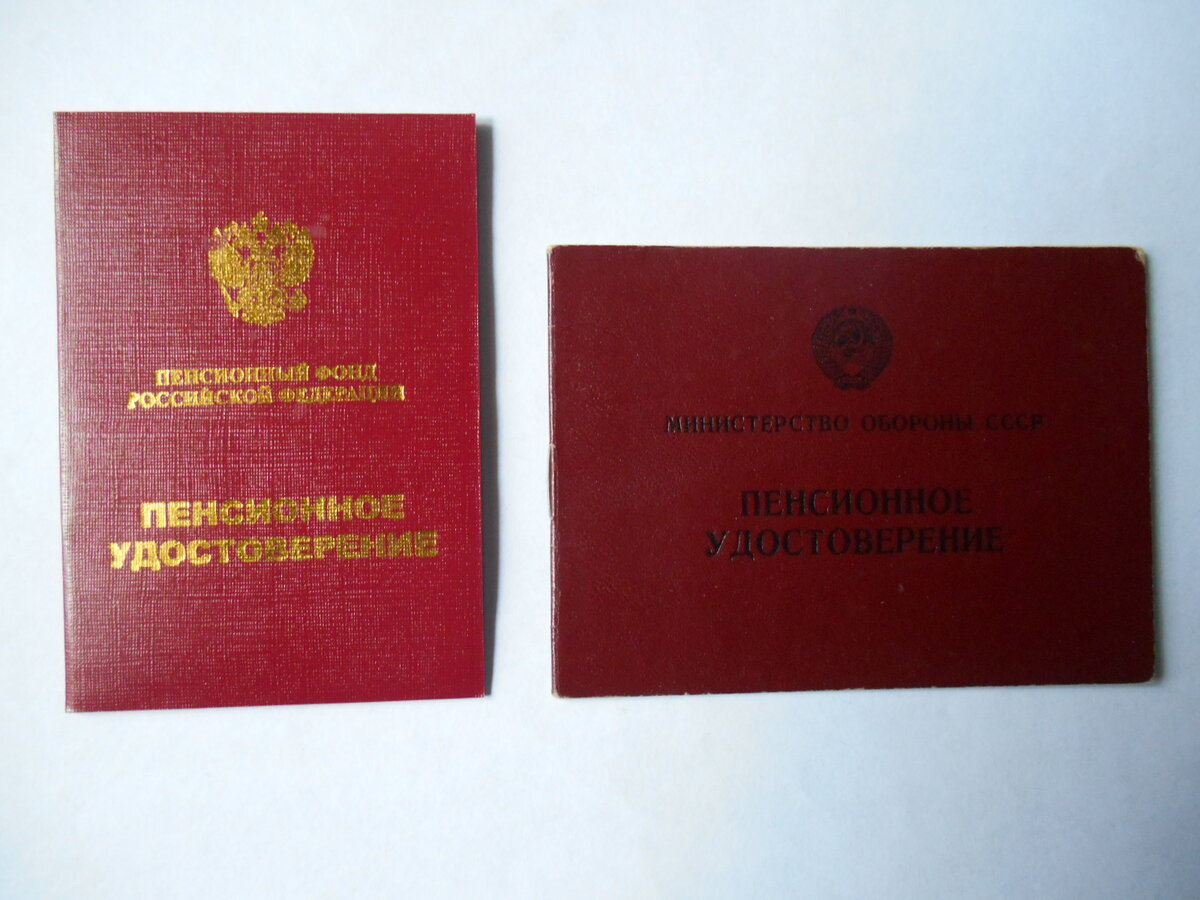 ПЕНСИОННЫЙ ФОНД
РОССИЙСКОЙ ФЕДЕРАЦИИ
ПЕНСИОННОЕ
УДОСТОВЕРЕНИЕ
МИНИСТЕРСТВО ОБОРОНЫ СССР
ПЕНСИОННОЕ
УДОСТОВЕРЕНИЕ